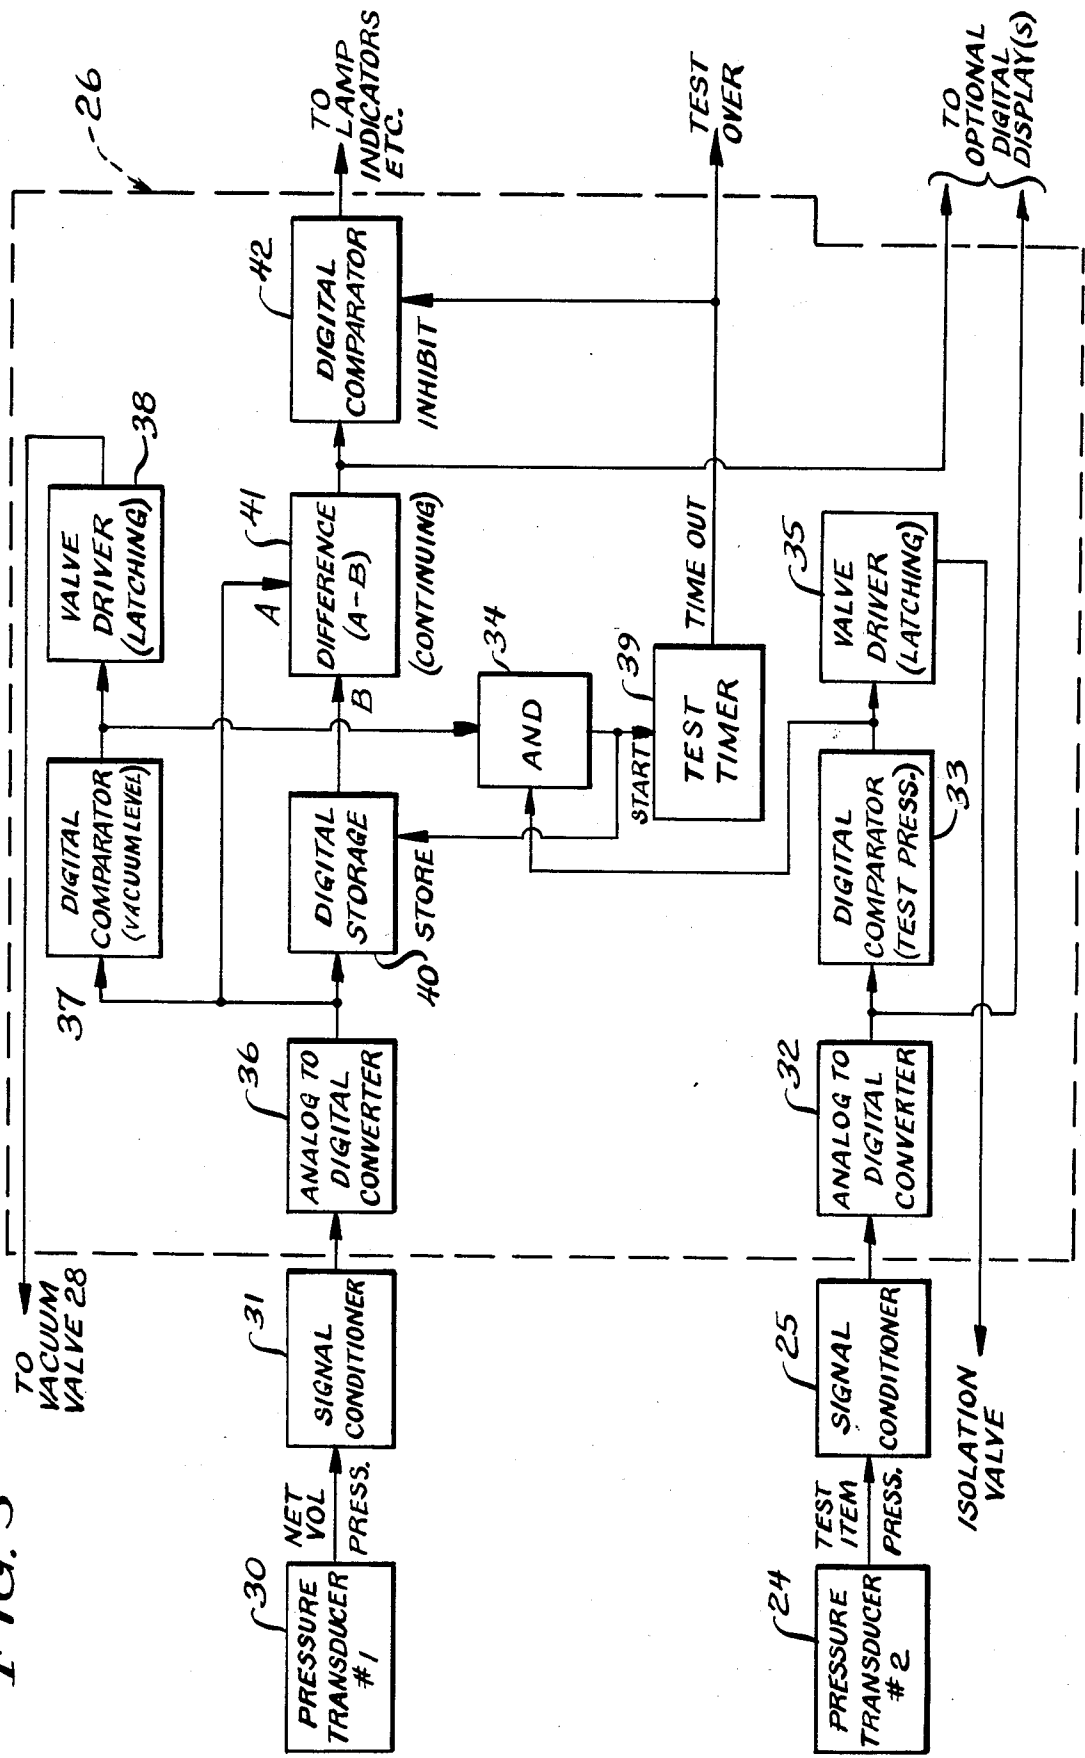 FIG. 3
TO
VACUUM
VALVE 28
26
37
DIGITAL
COMPARATOR
(VACUUM LEVEL)
VALVE
DRIVER
(LATCHING)
38
30
PRESSURE
TRANSDUCER
#1
NET
VOL
PRESS.
31
SIGNAL
CONDITIONER
36
ANALOG TO
DIGITAL
CONVERTER
DIGITAL
STORAGE
40
STORE
B
A
41
DIFFERENCE
(A-B)
(CONTINUING)
42
DIGITAL
COMPARATOR
INHIBIT
TO
LAMP
INDICATORS
ETC.
34
AND
START
39
TEST
TIMER
TIME OUT
TEST
OVER
24
PRESSURE
TRANSDUCER
#2
TEST
ITEM
PRESS.
25
SIGNAL
CONDITIONER
32
ANALOG TO
DIGITAL
CONVERTER
DIGITAL
COMPARATOR
(TEST PRESS.)
33
35
VALVE
DRIVER
(LATCHING)
ISOLATION
VALVE
TO
OPTIONAL
DIGITAL
DISPLAY(S)